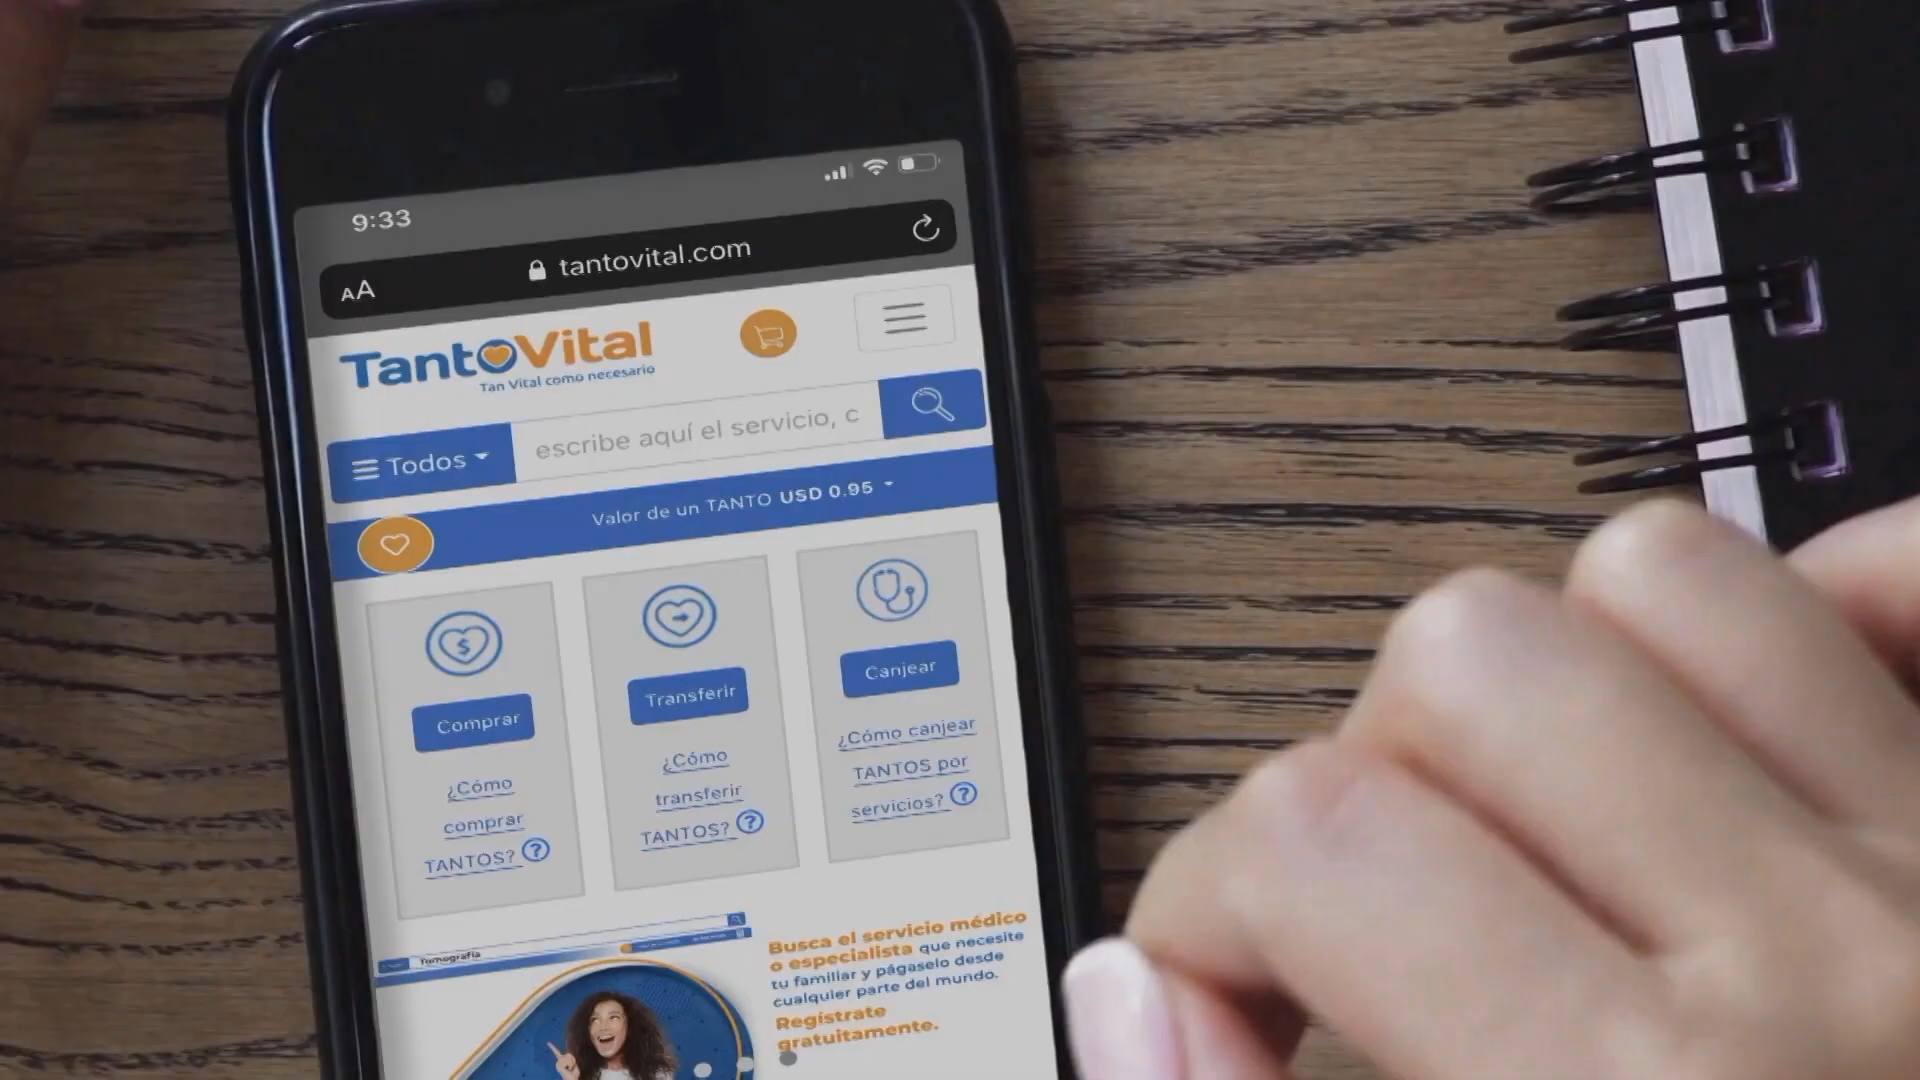 9:33
AA
tantovital.com
TantoVital
Tan Vital como necesario
Todos
escribe aquí el servicio, c
Valor de un TANTO USD 0.95
Comprar
¿Cómo
comprar
TANTOS? ?
Transferir
¿Cómo
transferir
TANTOS? ?
Canjear
¿Cómo canjear
TANTOS por
servicios? ?
Tomografía
Busca el servicio médico
o especialista que necesite
tu familiar y págaselo desde
cualquier parte del mundo.
Regístrate
gratuitamente.